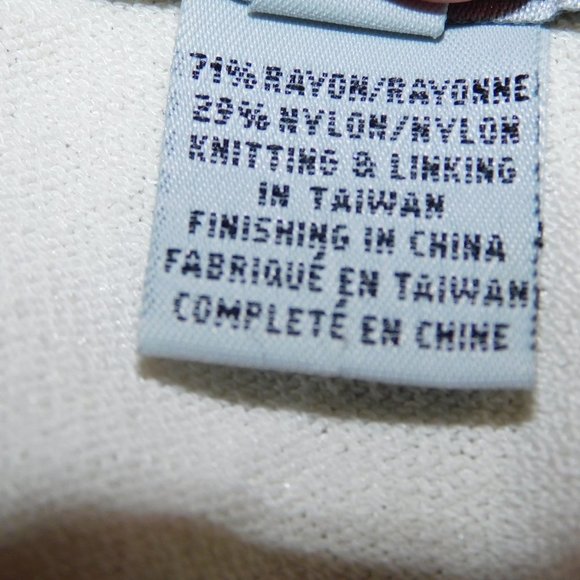 71% RAYON/RAYONNE
29% NYLON/NYLON
KNITTING & LINKING
IN TAIWAN
FINISHING IN CHINA
FABRIQUÉ EN TAIWAN
COMPLETÉ EN CHINE